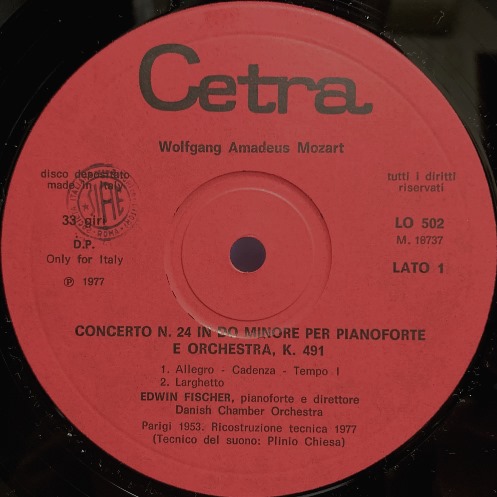 Cetra
Wolfgang Amadeus Mozart
disco depositato
made in Italy
tutti i diritti
riservati
SIAE
ROMA
33 giri
D.P.
Only for Italy
℗ 1977
LO 502
M. 18737
LATO 1
CONCERTO N. 24 IN DO MINORE PER PIANOFORTE
E ORCHESTRA, K. 491
1. Allegro - Cadenza - Tempo I
2. Larghetto
EDWIN FISCHER, pianoforte e direttore
Danish Chamber Orchestra
Parigi 1953. Ricostruzione tecnica 1977
(Tecnico del suono: Plinio Chiesa)